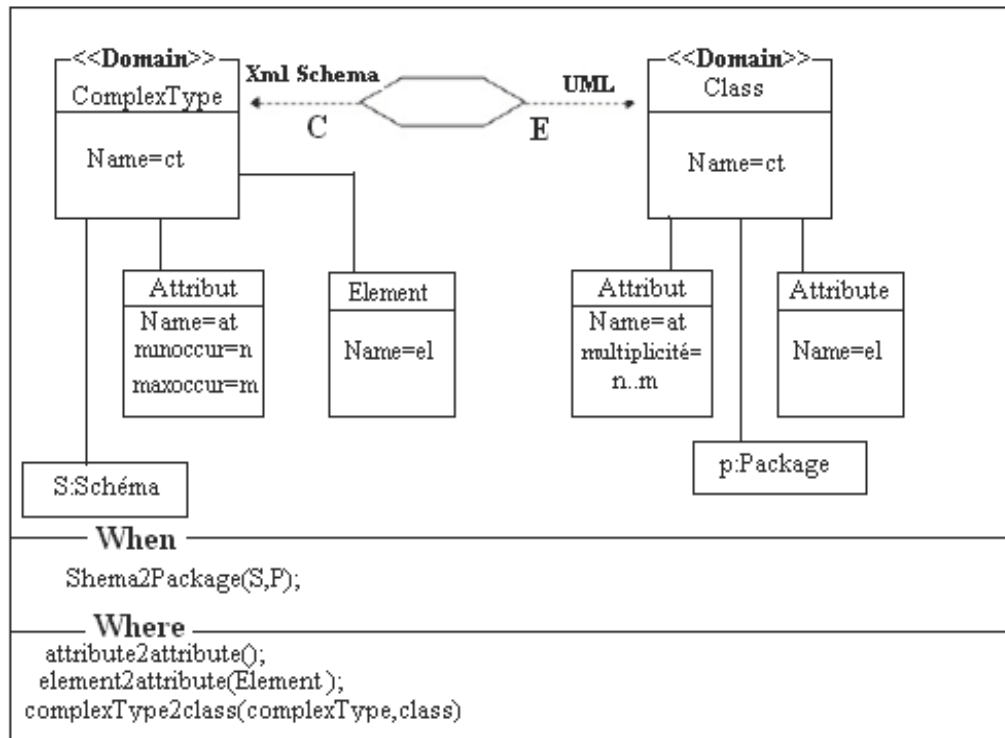 <<Domain>>
ComplexType
Name=ct
Xml Schema
C
UML
E
<<Domain>>
Class
Name=ct
Attribut
Name=at
minoccur=n
maxoccur=m
Element
Name=el
Attribut
Name=at
multiplicité=
n..m
Attribute
Name=el
S:Schéma
p:Package
When
Shema2Package(S,P);
Where
attribute2attribute();
element2attribute(Element );
complexType2class(complexType,class)